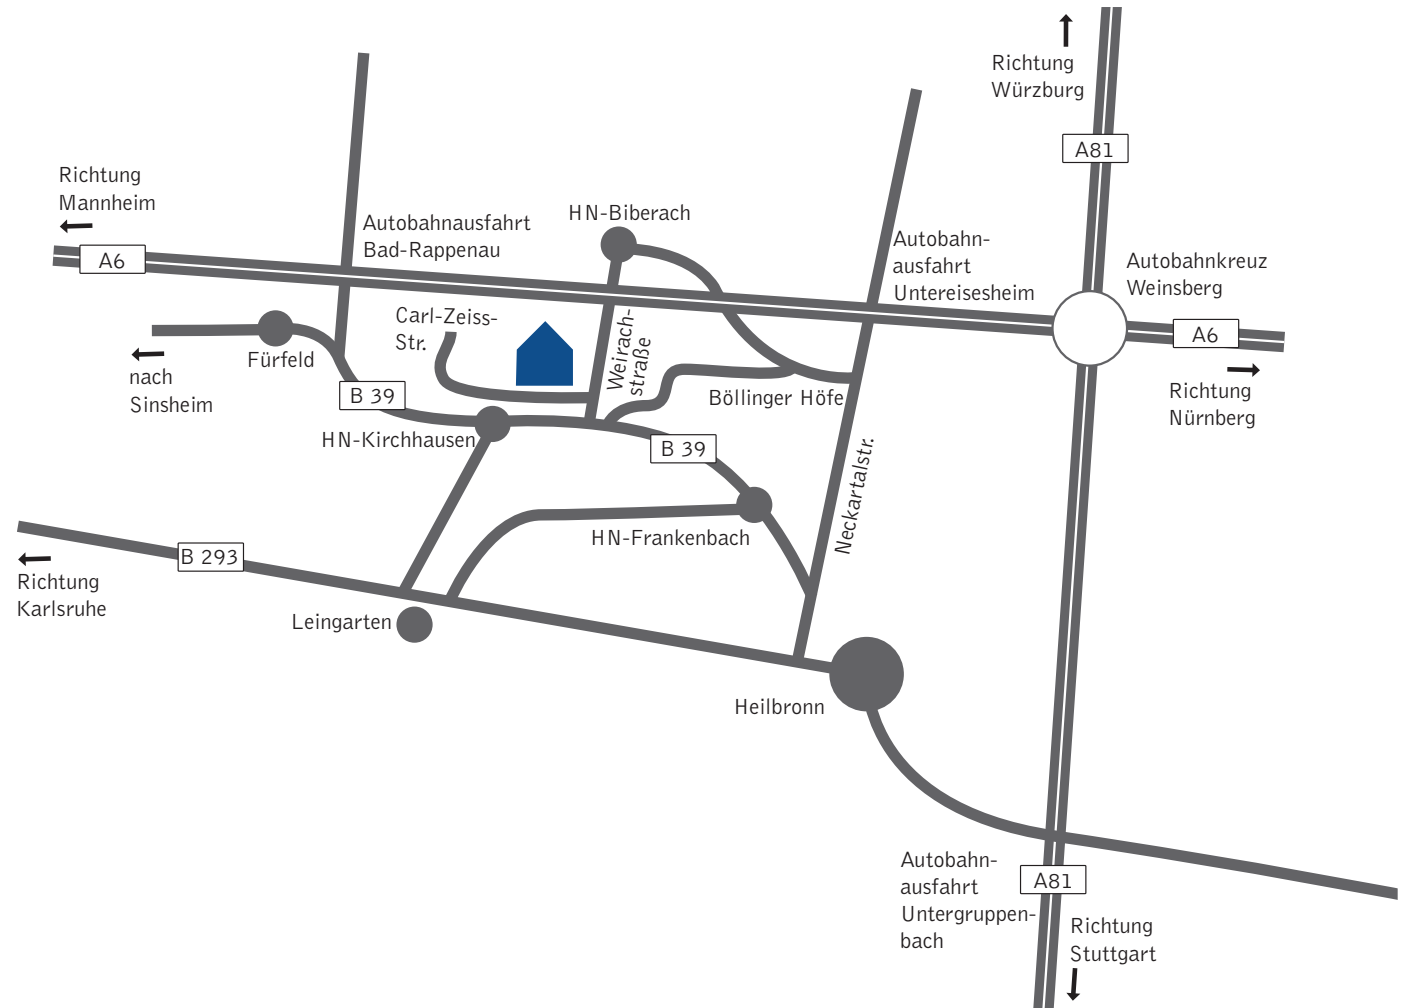 Richtung
Würzburg
A81
Richtung
Mannheim
A6
Autobahnausfahrt
Bad-Rappenau
HN-Biberach
Autobahn-
ausfahrt
Untereisesheim
Autobahnkreuz
Weinsberg
A6
Richtung
Nürnberg
Carl-Zeiss-
Str.
Weirach-
straße
Fürfeld
nach
Sinsheim
B 39
Böllinger Höfe
HN-Kirchhausen
B 39
Neckartalstr.
HN-Frankenbach
B 293
Richtung
Karlsruhe
Leingarten
Heilbronn
Autobahn-
ausfahrt
Untergruppen-
bach
A81
Richtung
Stuttgart